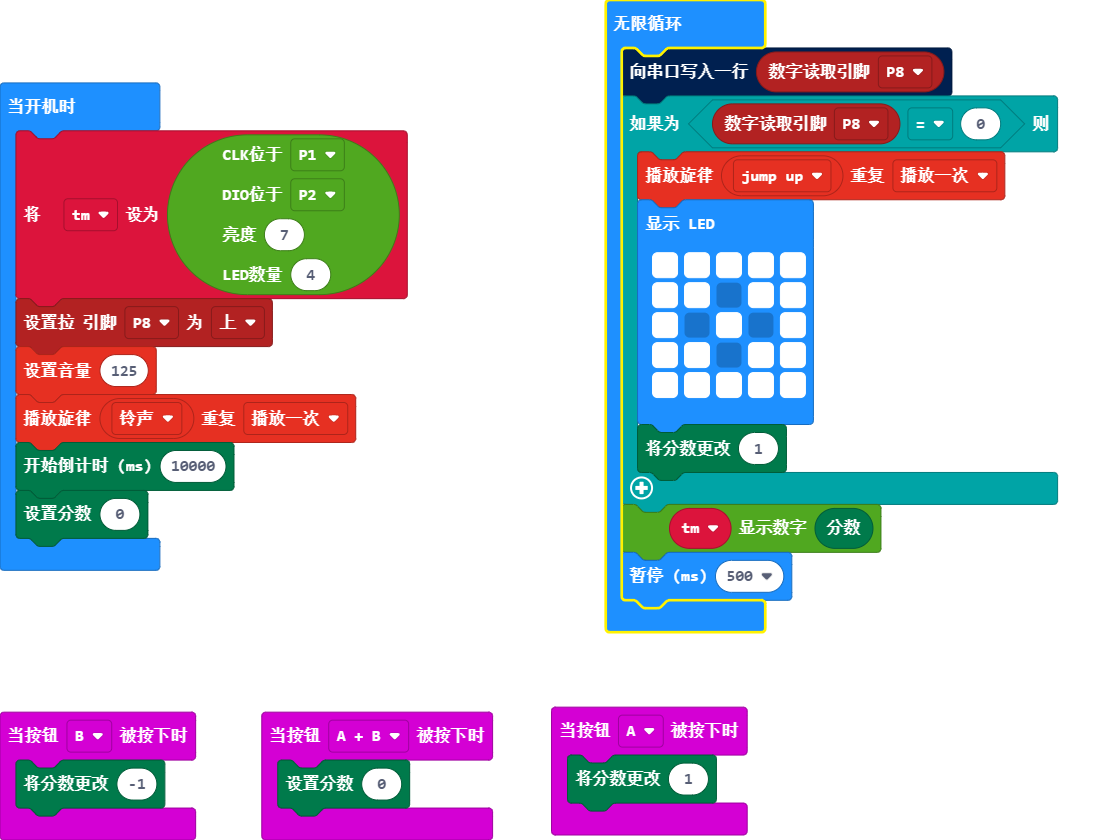 当开机时
将 tm 设为
CLK位于 P1
DIO位于 P2
亮度 7
LED数量 4
设置拉 引脚 P8 为 上
设置音量 125
播放旋律 铃声 重复 播放一次
开始倒计时 (ms) 10000
设置分数 0
无限循环
向串口写入一行 数字读取引脚 P8
如果为 数字读取引脚 P8 = 0 则
播放旋律 jump up 重复 播放一次
显示 LED
将分数更改 1
tm 显示数字 分数
暂停 (ms) 500
当按钮 B 被按下时
将分数更改 -1
当按钮 A + B 被按下时
设置分数 0
当按钮 A 被按下时
将分数更改 1